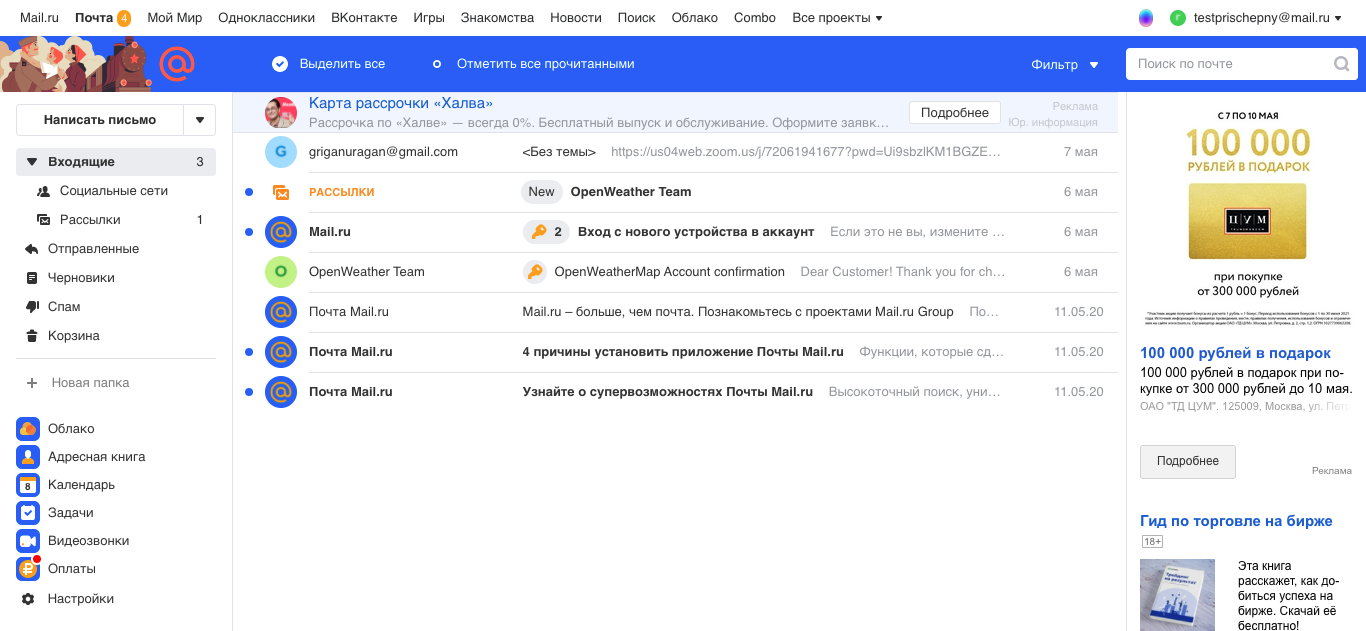 Mail.ru Почта 4 Мой Мир Одноклассники ВКонтакте Игры Знакомства Новости Поиск Облако Combo Все проекты
testprischepny@mail.ru
Выделить все Отметить все прочитанными Фильтр Поиск по почте
Написать письмо
Входящие 3
Социальные сети
Рассылки 1
Отправленные
Черновики
Спам
Корзина
Новая папка
Облако
Адресная книга
8 Календарь
Задачи
Видеозвонки
Оплаты
Настройки
Карта рассрочки «Халва» Подробнее Реклама
Рассрочка по «Халве» — всегда 0%. Бесплатный выпуск и обслуживание. Оформите заявк… Юр. информация
G griganuragan@gmail.com <Без темы> https://us04web.zoom.us/j/72061941677?pwd=Ui9sbzlKM1BGZE… 7 мая
РАССЫЛКИ New OpenWeather Team 6 мая
Mail.ru 2 Вход с нового устройства в аккаунт Если это не вы, измените … 6 мая
O OpenWeather Team OpenWeatherMap Account confirmation Dear Customer! Thank you for ch… 6 мая
Почта Mail.ru Mail.ru – больше, чем почта. Познакомьтесь с проектами Mail.ru Group По… 11.05.20
Почта Mail.ru 4 причины установить приложение Почты Mail.ru Функции, которые сд… 11.05.20
Почта Mail.ru Узнайте о супервозможностях Почты Mail.ru Высокоточный поиск, уни… 11.05.20
С 7 ПО 10 МАЯ
100 000
РУБЛЕЙ В ПОДАРОК
ЦУМ
при покупке
от 300 000 рублей
100 000 рублей в подарок
100 000 рублей в подарок при по-
купке от 300 000 рублей до 10 мая.
ОАО "ТД ЦУМ". 125009, Москва, ул. Петр
Подробнее
Реклама
Гид по торговле на бирже
18+
Трейдинг
на результат
Эта книга
расскажет, как до-
биться успеха на
бирже. Скачай её
бесплатно!